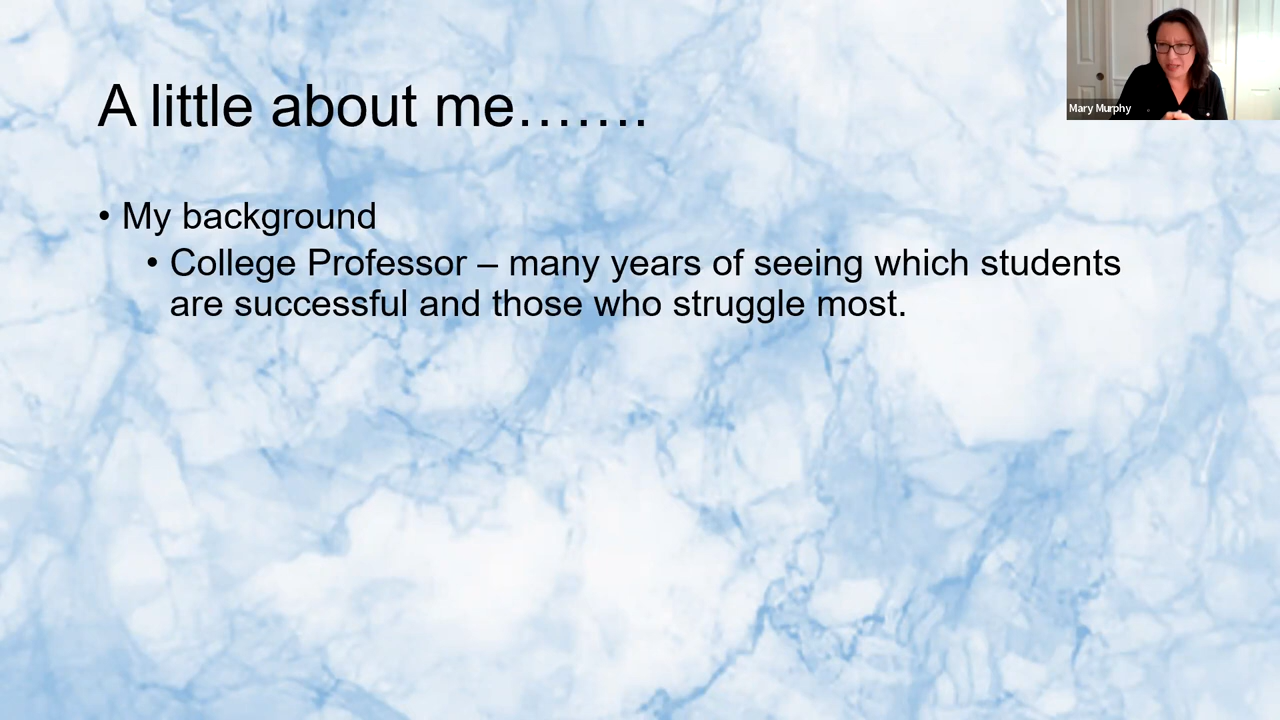 A little about me…….
Mary Murphy
• My background
• College Professor – many years of seeing which students
are successful and those who struggle most.